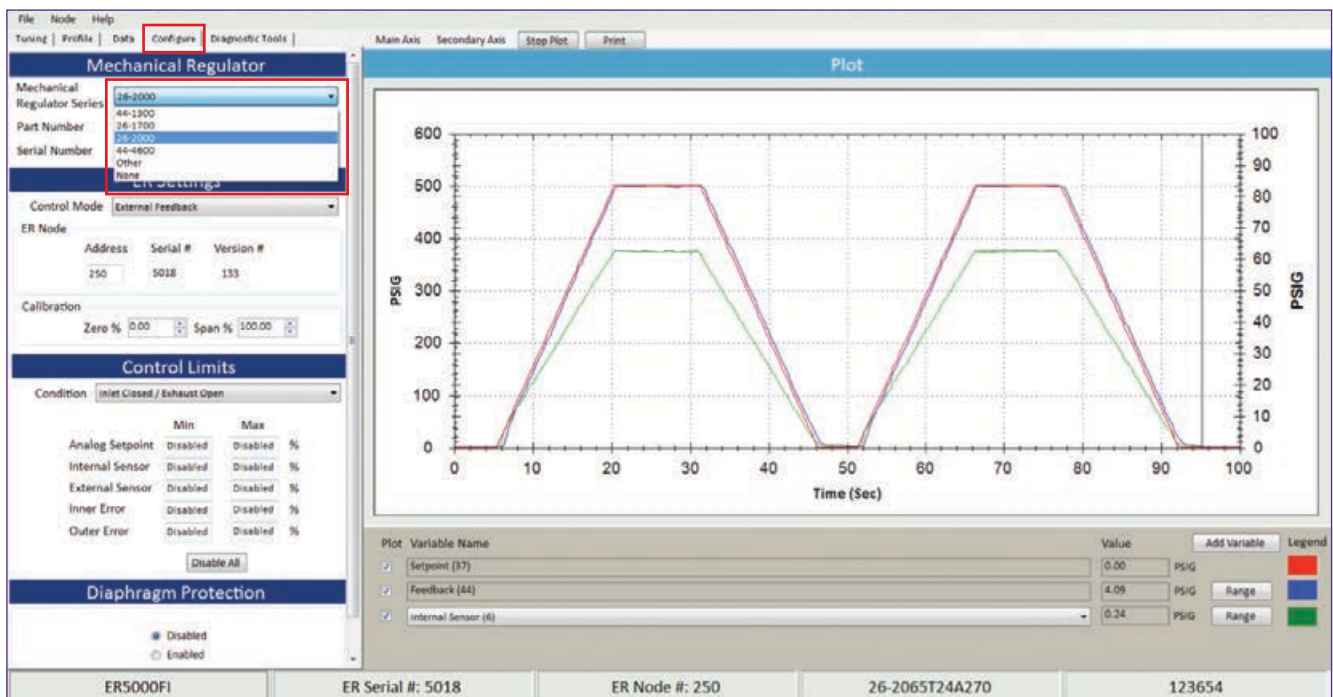 File Node Help
Tuning Profile Data Configure Diagnostic Tools
Main Axis Secondary Axis Stop Plot Print
Mechanical Regulator
Mechanical
Regulator Series
26-2000
44-1300
26-1700
26-2000
44-4600
Other
None
Part Number
Serial Number
ER Settings
Control Mode External Feedback
ER Node
Address Serial # Version #
250 5018 133
Calibration
Zero % 0.00 Span % 100.00
Control Limits
Condition Inlet Closed / Exhaust Open
Min Max
Analog Setpoint Disabled Disabled %
Internal Sensor Disabled Disabled %
External Sensor Disabled Disabled %
Inner Error Disabled Disabled %
Outer Error Disabled Disabled %
Disable All
Diaphragm Protection
Disabled
Enabled
Plot
PSIG
600
500
400
300
200
100
0
100
90
80
70
60
50
40
30
20
10
0
PSIG
0 10 20 30 40 50 60 70 80 90 100
Time (Sec)
Plot Variable Name Value Add Variable Legend
Setpoint (37) 0.00 PSIG
Feedback (44) 4.09 PSIG Range
Internal Sensor (6) 0.24 PSIG Range
ER5000FI ER Serial #: 5018 ER Node #: 250 26-2065T24A270 123654